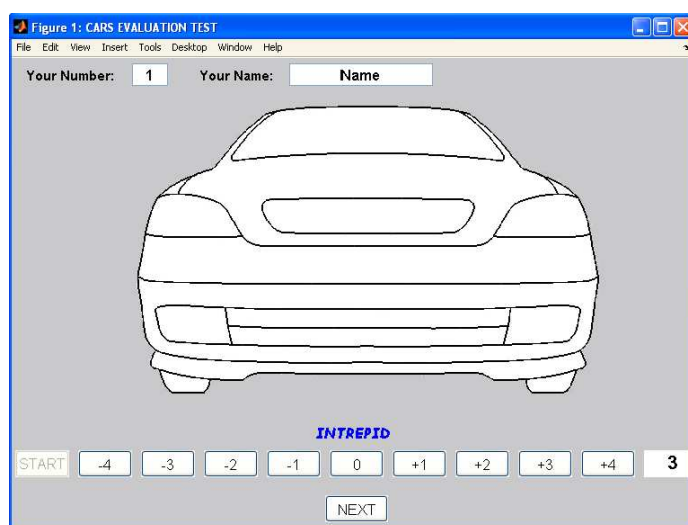 Figure 1: CARS EVALUATION TEST
File Edit View Insert Tools Desktop Window Help
Your Number: 1 Your Name: Name
INTREPID
START -4 -3 -2 -1 0 +1 +2 +3 +4 3
NEXT